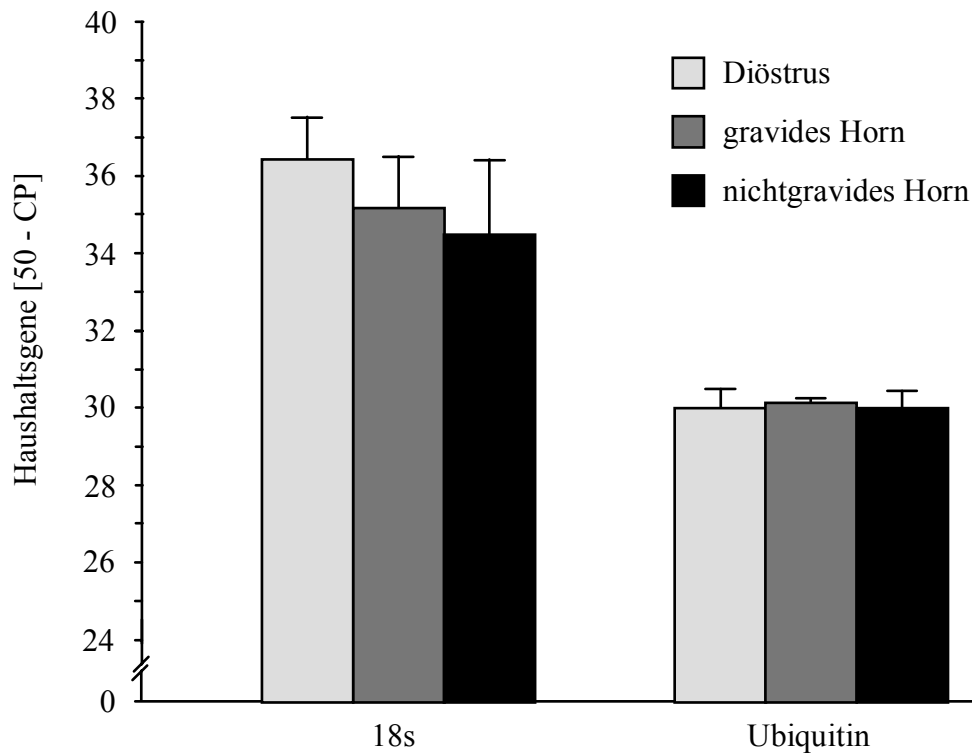 Haushaltsgene [50 - CP]
40
38
36
34
32
30
28
26
24
0
Diöstrus
gravides Horn
nichtgravides Horn
18s
Ubiquitin